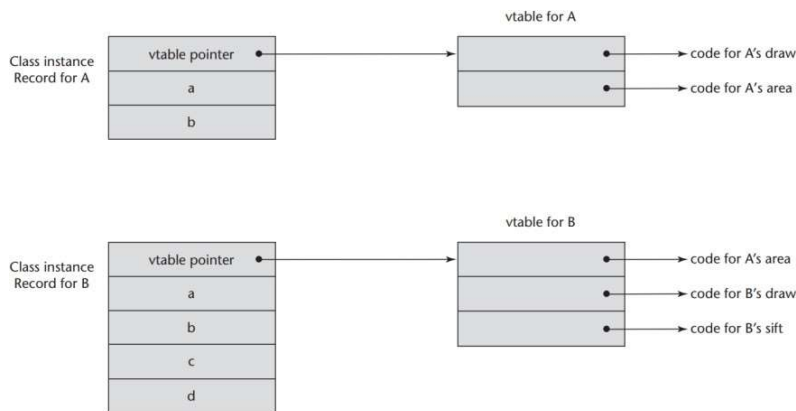 vtable for A
Class instance
Record for A
vtable pointer
a
b
code for A's draw
code for A's area
vtable for B
Class instance
Record for B
vtable pointer
a
b
c
d
code for A's area
code for B's draw
code for B's sift